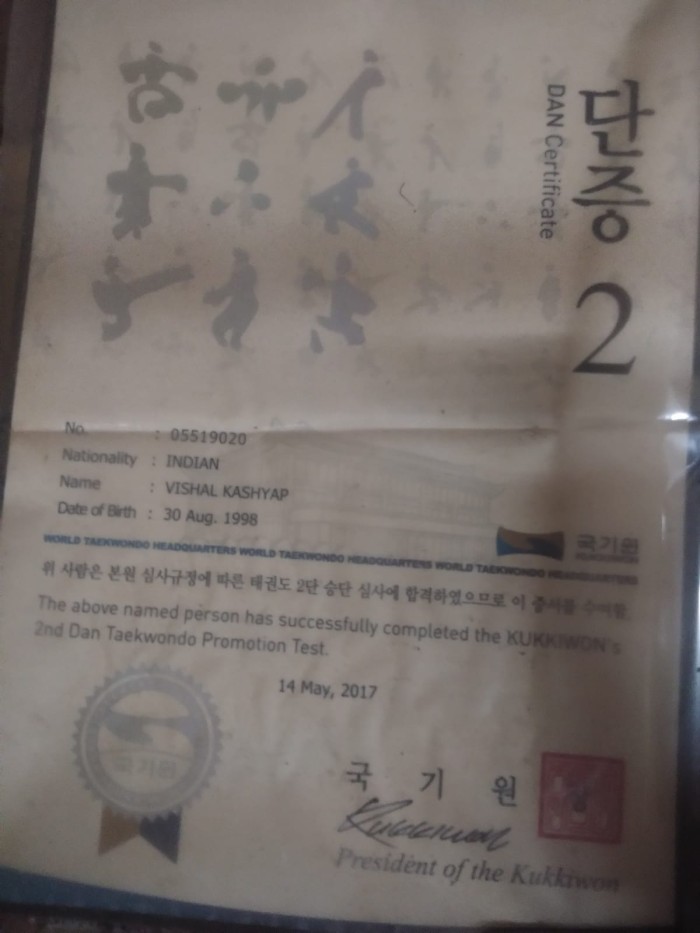 단증
DAN Certificate
2
No. : 05519020
Nationality : INDIAN
Name : VISHAL KASHYAP
Date of Birth : 30 Aug. 1998
국기원
WORLD TAEKWONDO HEADQUARTERS WORLD TAEKWONDO HEADQUARTERS WORLD TAEKWONDO HEADQUARTERS
위 사람은 본원 심사규정에 따른 태권도 2단 승단 심사에 합격하였으므로 이 증서를 수여함
The above named person has successfully completed the KUKKIWON's
2nd Dan Taekwondo Promotion Test.
14 May, 2017
국기원
국 기 원
Kukkiwon
President of the Kukkiwon